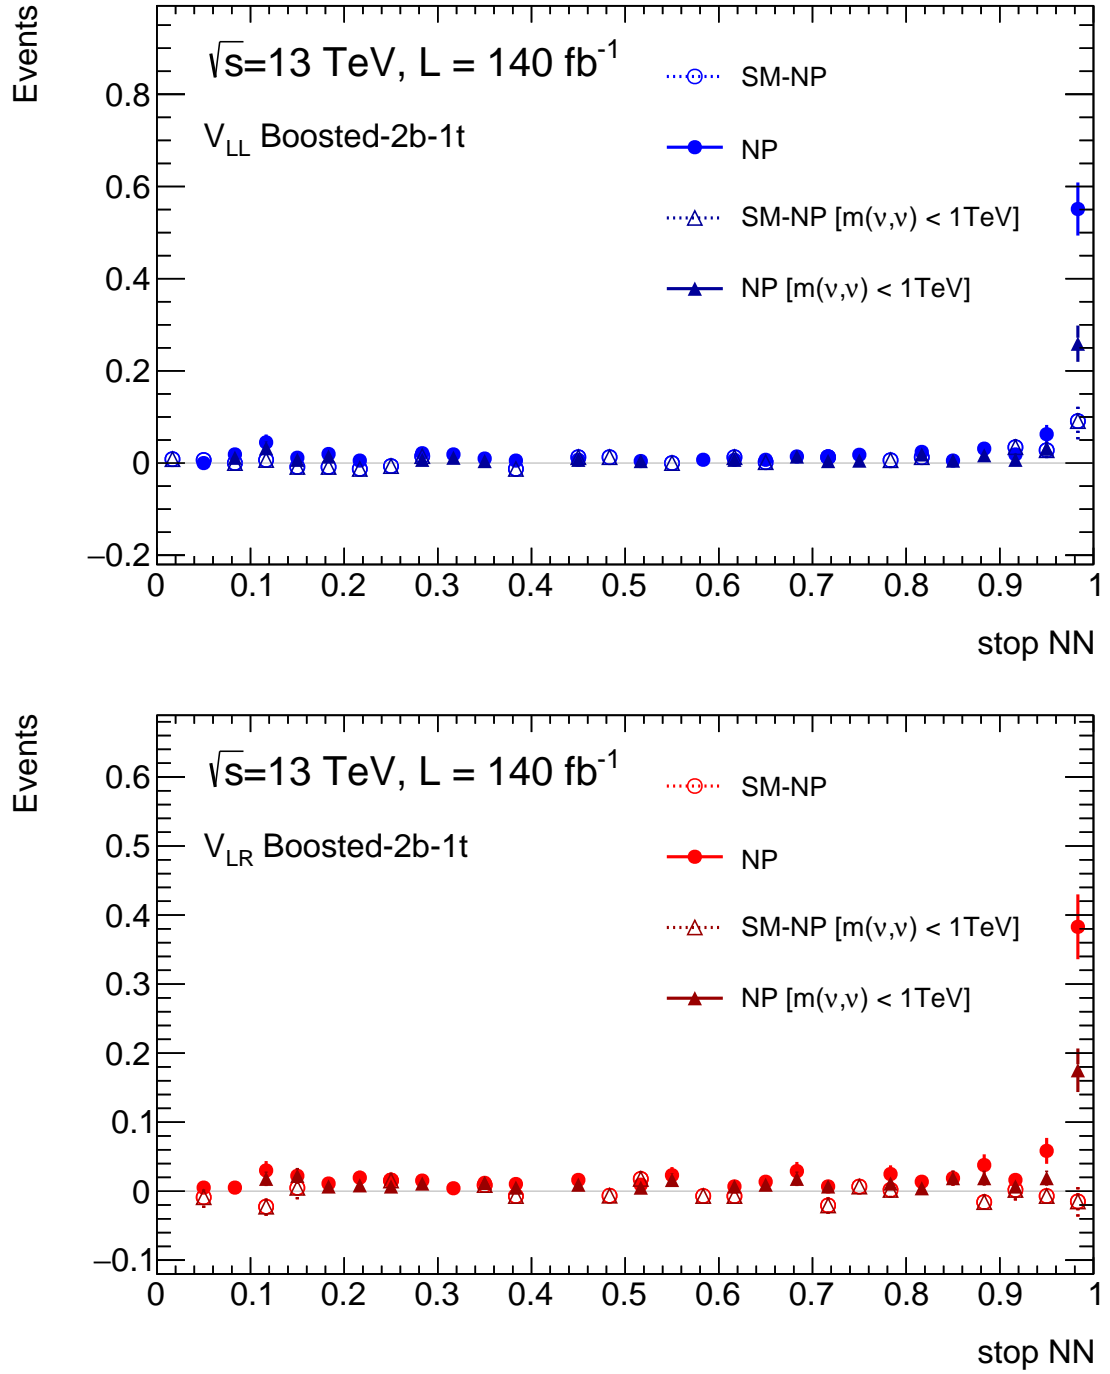 Events
√s=13 TeV, L = 140 fb⁻¹
V_LL Boosted-2b-1t
SM-NP
NP
SM-NP [m(ν,ν) < 1TeV]
NP [m(ν,ν) < 1TeV]
0.8
0.6
0.4
0.2
0
−0.2
0 0.1 0.2 0.3 0.4 0.5 0.6 0.7 0.8 0.9 1
stop NN
Events
√s=13 TeV, L = 140 fb⁻¹
V_LR Boosted-2b-1t
SM-NP
NP
SM-NP [m(ν,ν) < 1TeV]
NP [m(ν,ν) < 1TeV]
0.6
0.5
0.4
0.3
0.2
0.1
0
−0.1
0 0.1 0.2 0.3 0.4 0.5 0.6 0.7 0.8 0.9 1
stop NN